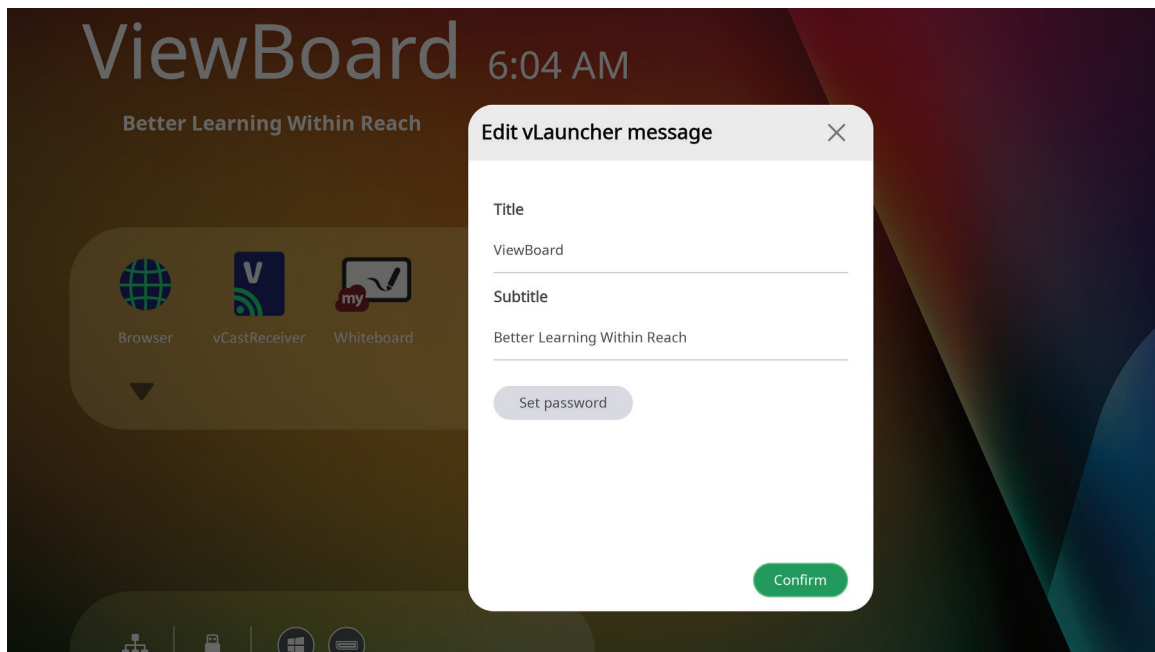 ViewBoard 6:04 AM
Better Learning Within Reach
Edit vLauncher message
Title
ViewBoard
Subtitle
Better Learning Within Reach
Set password
Confirm
V
my
Browser vCastReceiver Whiteboard